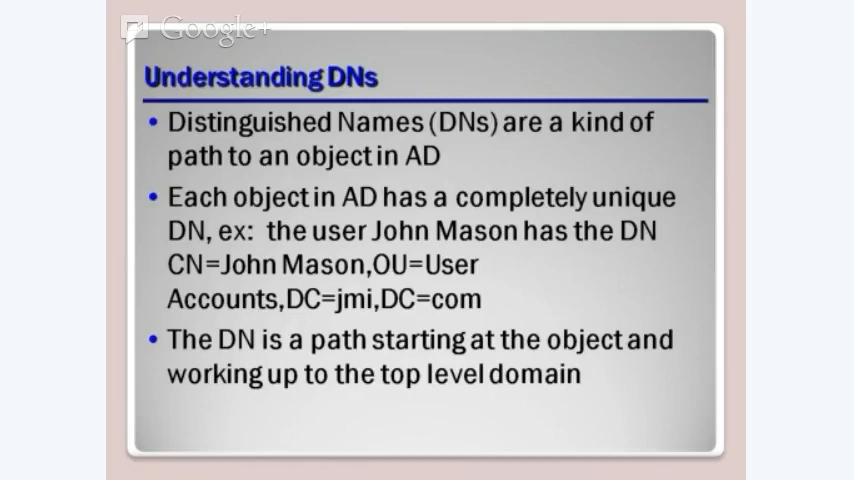 Google+
Understanding DNs
• Distinguished Names (DNs) are a kind of
path to an object in AD
• Each object in AD has a completely unique
DN, ex: the user John Mason has the DN
CN=John Mason,OU=User
Accounts,DC=jmi,DC=com
• The DN is a path starting at the object and
working up to the top level domain